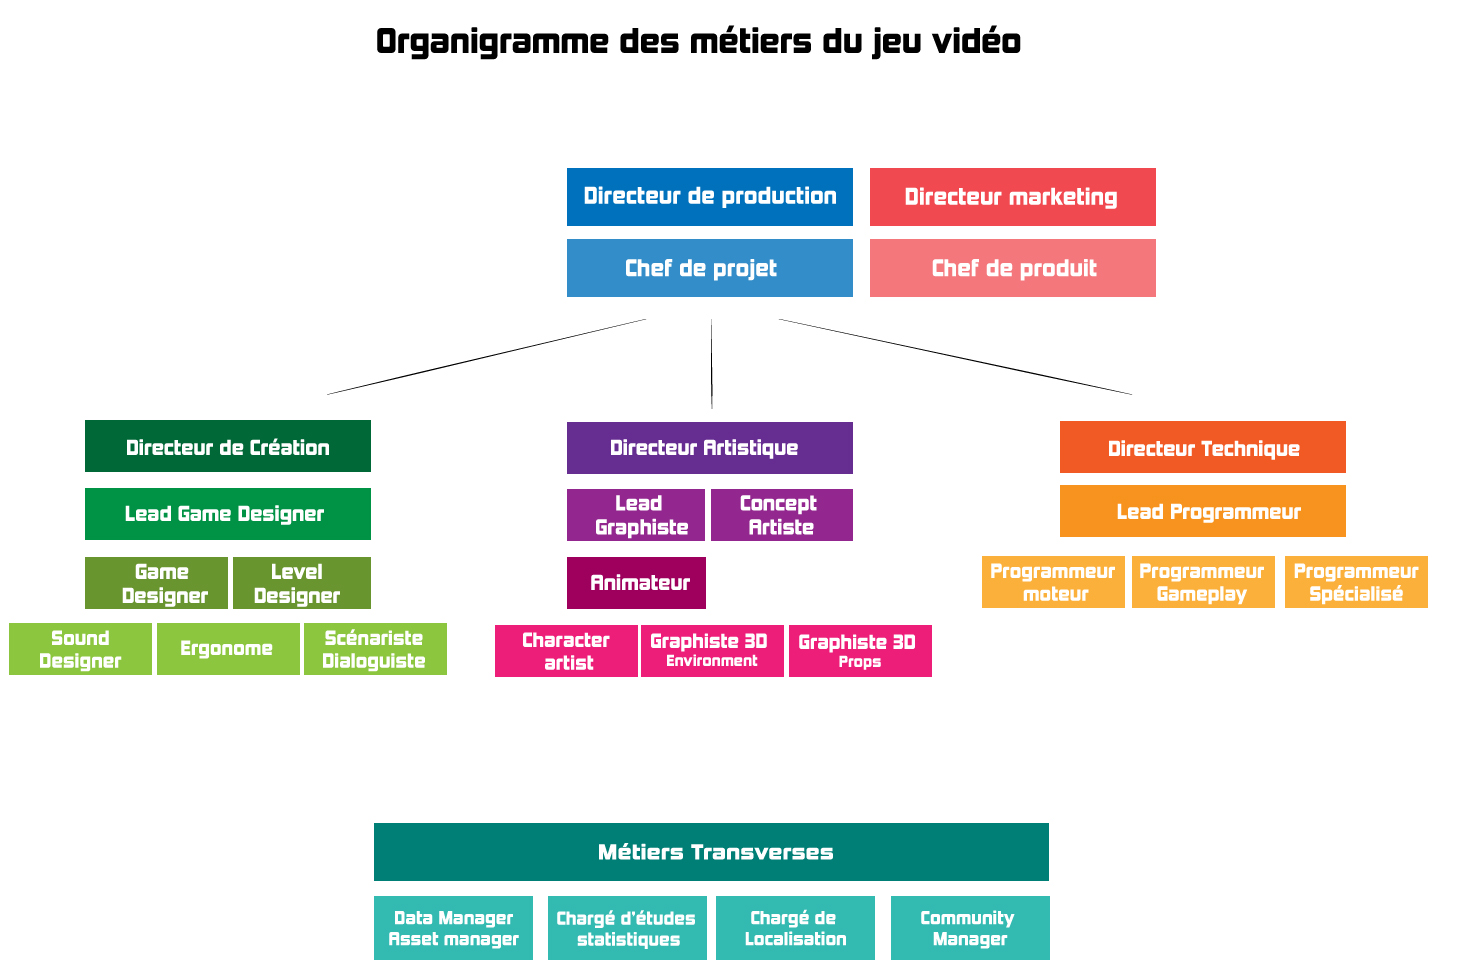 Organigramme des métiers du jeu vidéo
Directeur de production
Directeur marketing
Chef de projet
Chef de produit
Directeur de Création
Directeur Artistique
Directeur Technique
Lead Game Designer
Lead
Graphiste
Concept
Artiste
Lead Programmeur
Game
Designer
Level
Designer
Animateur
Programmeur
moteur
Programmeur
Gameplay
Programmeur
Spécialisé
Sound
Designer
Ergonome
Scénariste
Dialoguiste
Character
artist
Graphiste 3D
Environment
Graphiste 3D
Props
Métiers Transverses
Data Manager
Asset manager
Chargé d'études
statistiques
Chargé de
Localisation
Community
Manager